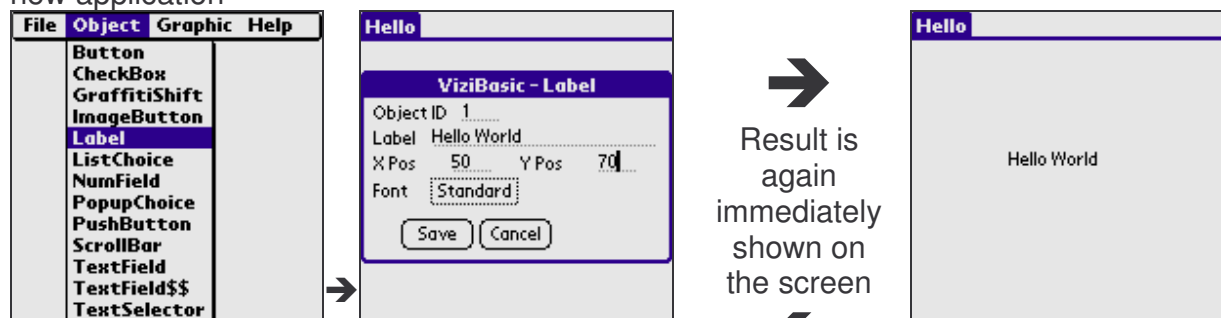 new application
File Object Graphic Help
Button
CheckBox
GraffitiShift
ImageButton
Label
ListChoice
NumField
PopupChoice
PushButton
ScrollBar
TextField
TextField$$
TextSelector
Hello
ViziBasic - Label
Object ID 1
Label Hello World
X Pos 50 Y Pos 70
Font Standard
Save Cancel
Result is
again
immediately
shown on
the screen
Hello
Hello World